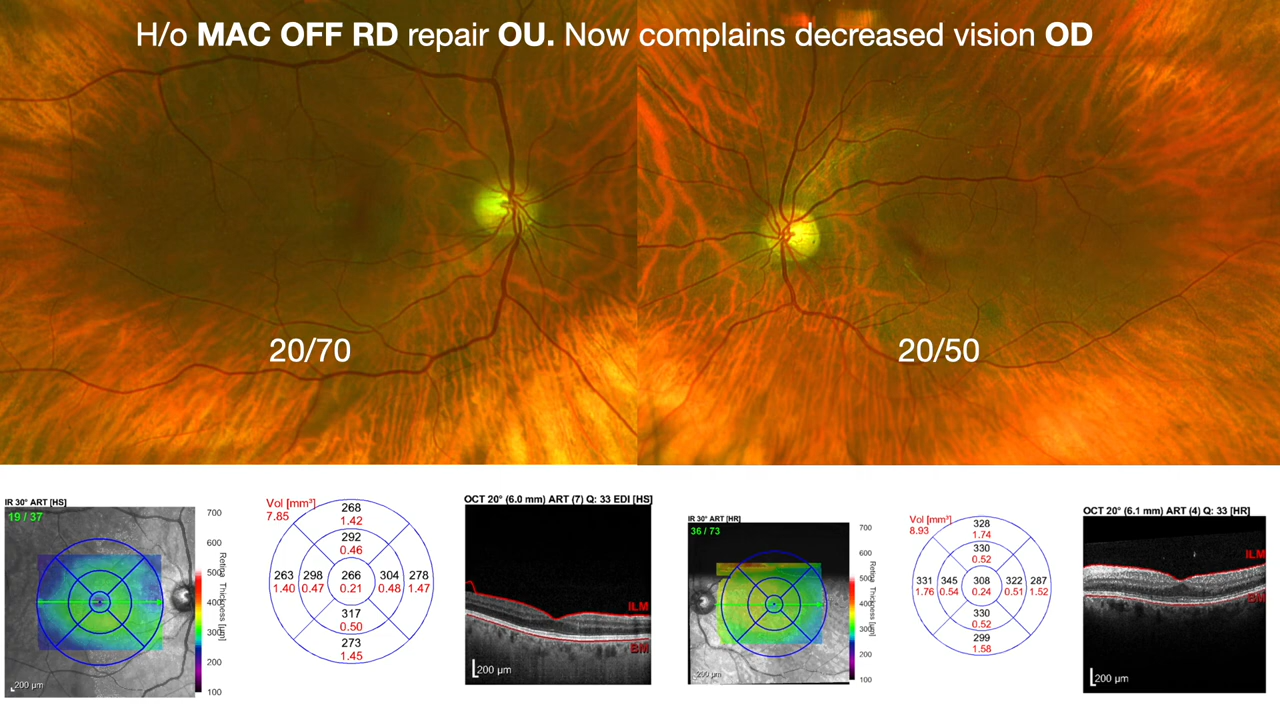 H/o MAC OFF RD repair OU. Now complains decreased vision OD
20/70
20/50
IR 30° ART [HS]
19 / 37
200 µm
700
600
500
400
300
200
100
Retina Thickness [µm]
Vol [mm³]
7.85
268
1.42
292
0.46
263 298 266 304 278
1.40 0.47 0.21 0.48 1.47
317
0.50
273
1.45
OCT 20° (6.0 mm) ART (7) Q: 33 EDI [HS]
ILM
BM
200 µm
IR 30° ART [HR]
36 / 73
200 µm
700
600
500
400
300
200
100
Retina Thickness [µm]
Vol [mm³]
8.93
328
1.74
330
0.52
331 345 308 322 287
1.76 0.54 0.24 0.51 1.52
330
0.52
299
1.58
OCT 20° (6.1 mm) ART (4) Q: 33 [HR]
ILM
BM
200 µm